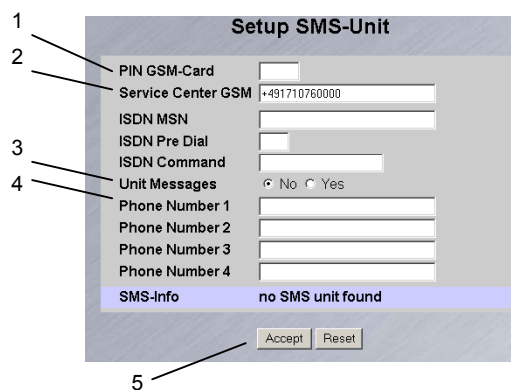 Setup SMS-Unit
1
PIN GSM-Card
2
Service Center GSM +491710760000
ISDN MSN
ISDN Pre Dial
ISDN Command
3
Unit Messages No Yes
4
Phone Number 1
Phone Number 2
Phone Number 3
Phone Number 4
SMS-Info no SMS unit found
Accept Reset
5